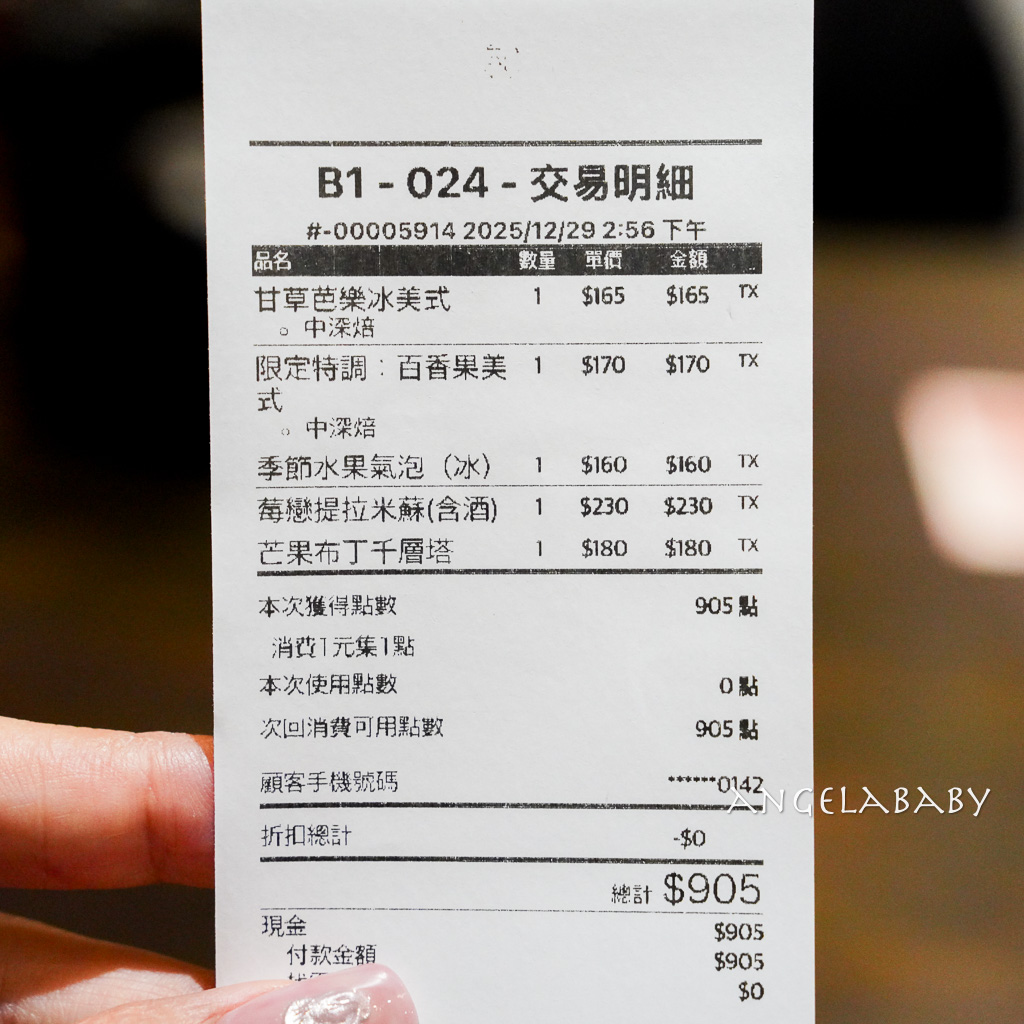 B1 - 024 - 交易明細
#-00005914 2025/12/29 2:56 下午
品名 數量 單價 金額
甘草芭樂冰美式 1 $165 $165 TX
。 中深焙
限定特調：百香果美 1 $170 $170 TX
式
。 中深焙
季節水果氣泡（冰） 1 $160 $160 TX
莓戀提拉米蘇(含酒) 1 $230 $230 TX
芒果布丁千層塔 1 $180 $180 TX
本次獲得點數 905 點
消費1元集1點
本次使用點數 0 點
次回消費可用點數 905 點
顧客手機號碼 ******0142
ANGELABABY
折扣總計 -$0
總計 $905
現金 $905
付款金額 $905
$0